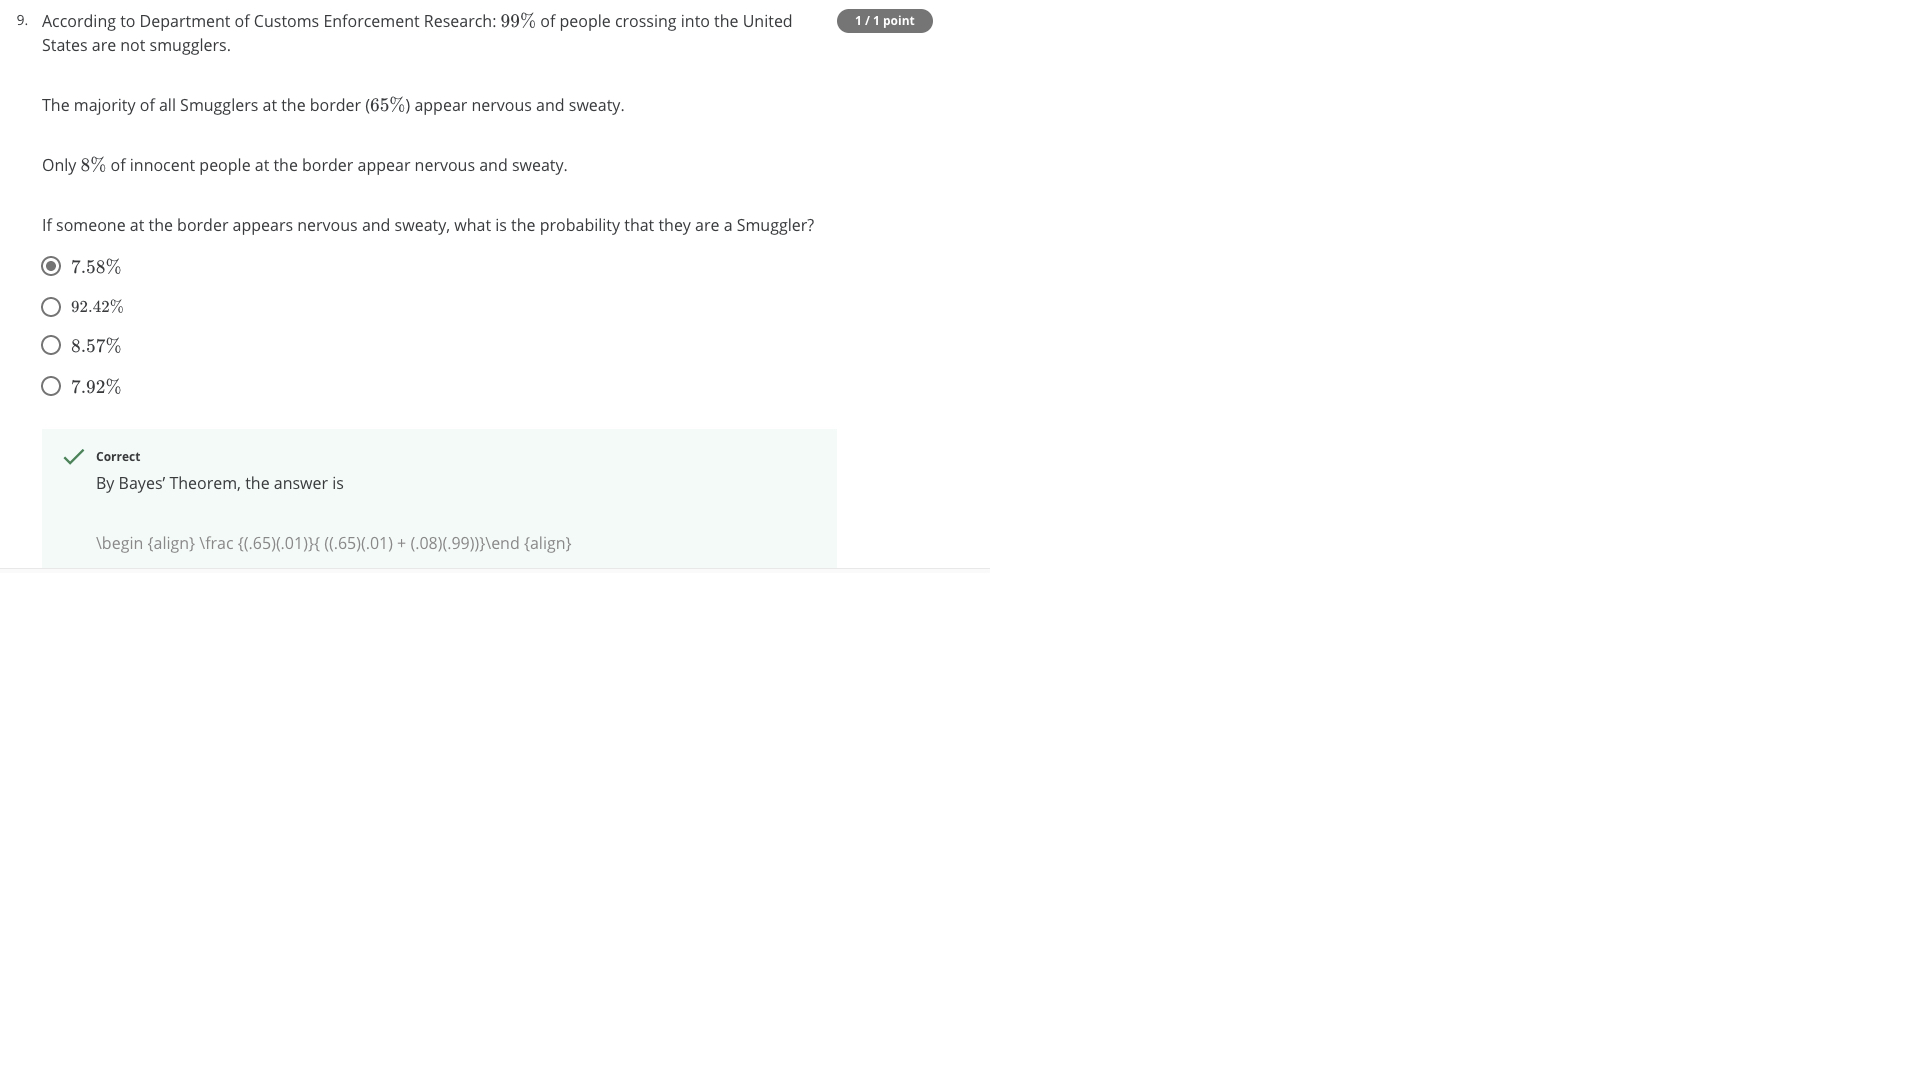 9. According to Department of Customs Enforcement Research: 99% of people crossing into the United
1 / 1 point
States are not smugglers.
The majority of all Smugglers at the border (65%) appear nervous and sweaty.
Only 8% of innocent people at the border appear nervous and sweaty.
If someone at the border appears nervous and sweaty, what is the probability that they are a Smuggler?
7.58%
92.42%
8.57%
7.92%
Correct
By Bayes’ Theorem, the answer is
\begin {align} \frac {(.65)(.01)}{ ((.65)(.01) + (.08)(.99))}\end {align}